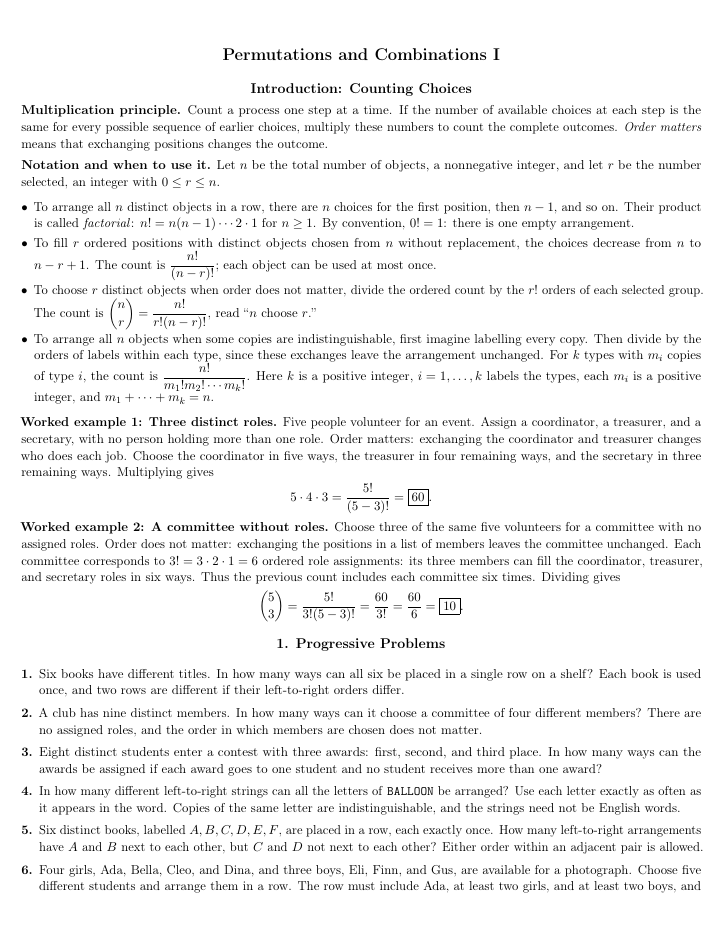 Permutations and Combinations I
Introduction: Counting Choices
Multiplication principle. Count a process one step at a time. If the number of available choices at each step is the
same for every possible sequence of earlier choices, multiply these numbers to count the complete outcomes. Order matters
means that exchanging positions changes the outcome.
Notation and when to use it. Let n be the total number of objects, a nonnegative integer, and let r be the number
selected, an integer with 0 ≤ r ≤ n.
• To arrange all n distinct objects in a row, there are n choices for the first position, then n − 1, and so on. Their product
is called factorial: n! = n(n − 1) · · · 2 · 1 for n ≥ 1. By convention, 0! = 1: there is one empty arrangement.
• To fill r ordered positions with distinct objects chosen from n without replacement, the choices decrease from n to
n − r + 1. The count is n!/(n − r)!; each object can be used at most once.
• To choose r distinct objects when order does not matter, divide the ordered count by the r! orders of each selected group.
The count is (n r) = n!/r!(n − r)!, read “n choose r.”
• To arrange all n objects when some copies are indistinguishable, first imagine labelling every copy. Then divide by the
orders of labels within each type, since these exchanges leave the arrangement unchanged. For k types with mᵢ copies
of type i, the count is n!/m₁!m₂! · · · mₖ!. Here k is a positive integer, i = 1, . . . , k labels the types, each mᵢ is a positive
integer, and m₁ + · · · + mₖ = n.
Worked example 1: Three distinct roles. Five people volunteer for an event. Assign a coordinator, a treasurer, and a
secretary, with no person holding more than one role. Order matters: exchanging the coordinator and treasurer changes
who does each job. Choose the coordinator in five ways, the treasurer in four remaining ways, and the secretary in three
remaining ways. Multiplying gives
5 · 4 · 3 = 5!/(5 − 3)! = 60.
Worked example 2: A committee without roles. Choose three of the same five volunteers for a committee with no
assigned roles. Order does not matter: exchanging the positions in a list of members leaves the committee unchanged. Each
committee corresponds to 3! = 3 · 2 · 1 = 6 ordered role assignments: its three members can fill the coordinator, treasurer,
and secretary roles in six ways. Thus the previous count includes each committee six times. Dividing gives
(5 3) = 5!/3!(5 − 3)! = 60/3! = 60/6 = 10.
1. Progressive Problems
1. Six books have different titles. In how many ways can all six be placed in a single row on a shelf? Each book is used
once, and two rows are different if their left-to-right orders differ.
2. A club has nine distinct members. In how many ways can it choose a committee of four different members? There are
no assigned roles, and the order in which members are chosen does not matter.
3. Eight distinct students enter a contest with three awards: first, second, and third place. In how many ways can the
awards be assigned if each award goes to one student and no student receives more than one award?
4. In how many different left-to-right strings can all the letters of BALLOON be arranged? Use each letter exactly as often as
it appears in the word. Copies of the same letter are indistinguishable, and the strings need not be English words.
5. Six distinct books, labelled A, B, C, D, E, F, are placed in a row, each exactly once. How many left-to-right arrangements
have A and B next to each other, but C and D not next to each other? Either order within an adjacent pair is allowed.
6. Four girls, Ada, Bella, Cleo, and Dina, and three boys, Eli, Finn, and Gus, are available for a photograph. Choose five
different students and arrange them in a row. The row must include Ada, at least two girls, and at least two boys, and